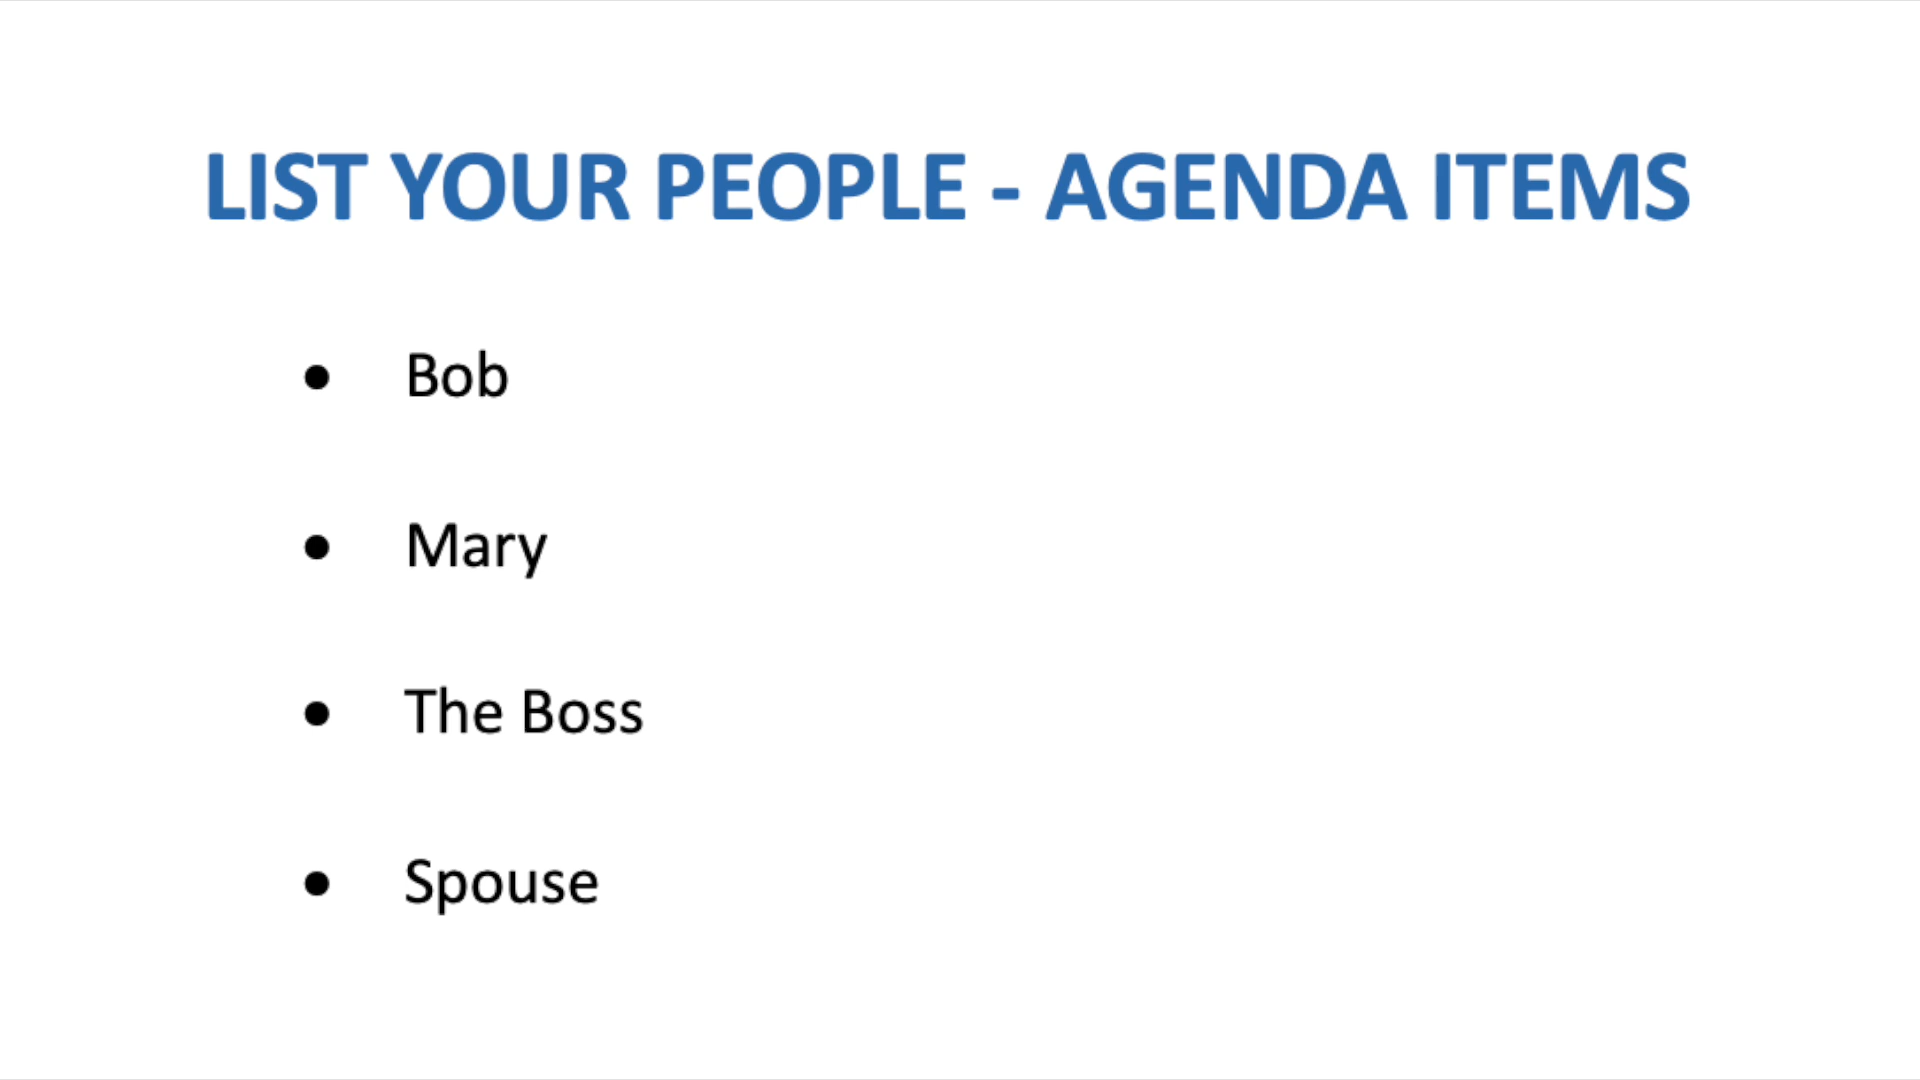 LIST YOUR PEOPLE - AGENDA ITEMS
• Bob
• Mary
• The Boss
• Spouse